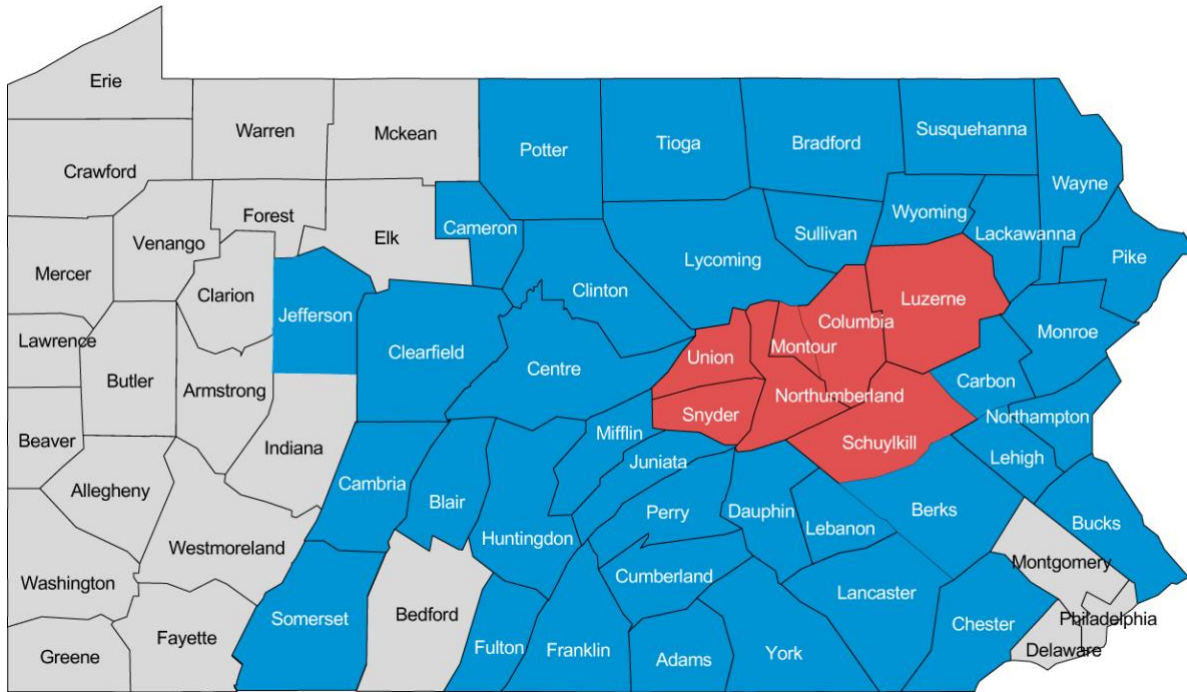 Erie
Warren
Mckean
Potter
Tioga
Bradford
Susquehanna
Crawford
Wayne
Forest
Cameron
Wyoming
Venango
Elk
Sullivan
Lackawanna
Mercer
Lycoming
Pike
Clarion
Clinton
Luzerne
Jefferson
Columbia
Lawrence
Monroe
Montour
Clearfield
Union
Butler
Centre
Carbon
Armstrong
Northumberland
Snyder
Northampton
Mifflin
Beaver
Indiana
Schuylkill
Juniata
Lehigh
Allegheny
Cambria
Blair
Perry
Dauphin
Berks
Bucks
Lebanon
Huntingdon
Westmoreland
Montgomery
Cumberland
Washington
Lancaster
Bedford
Somerset
Philadelphia
Chester
Fayette
Fulton
Franklin
York
Delaware
Greene
Adams